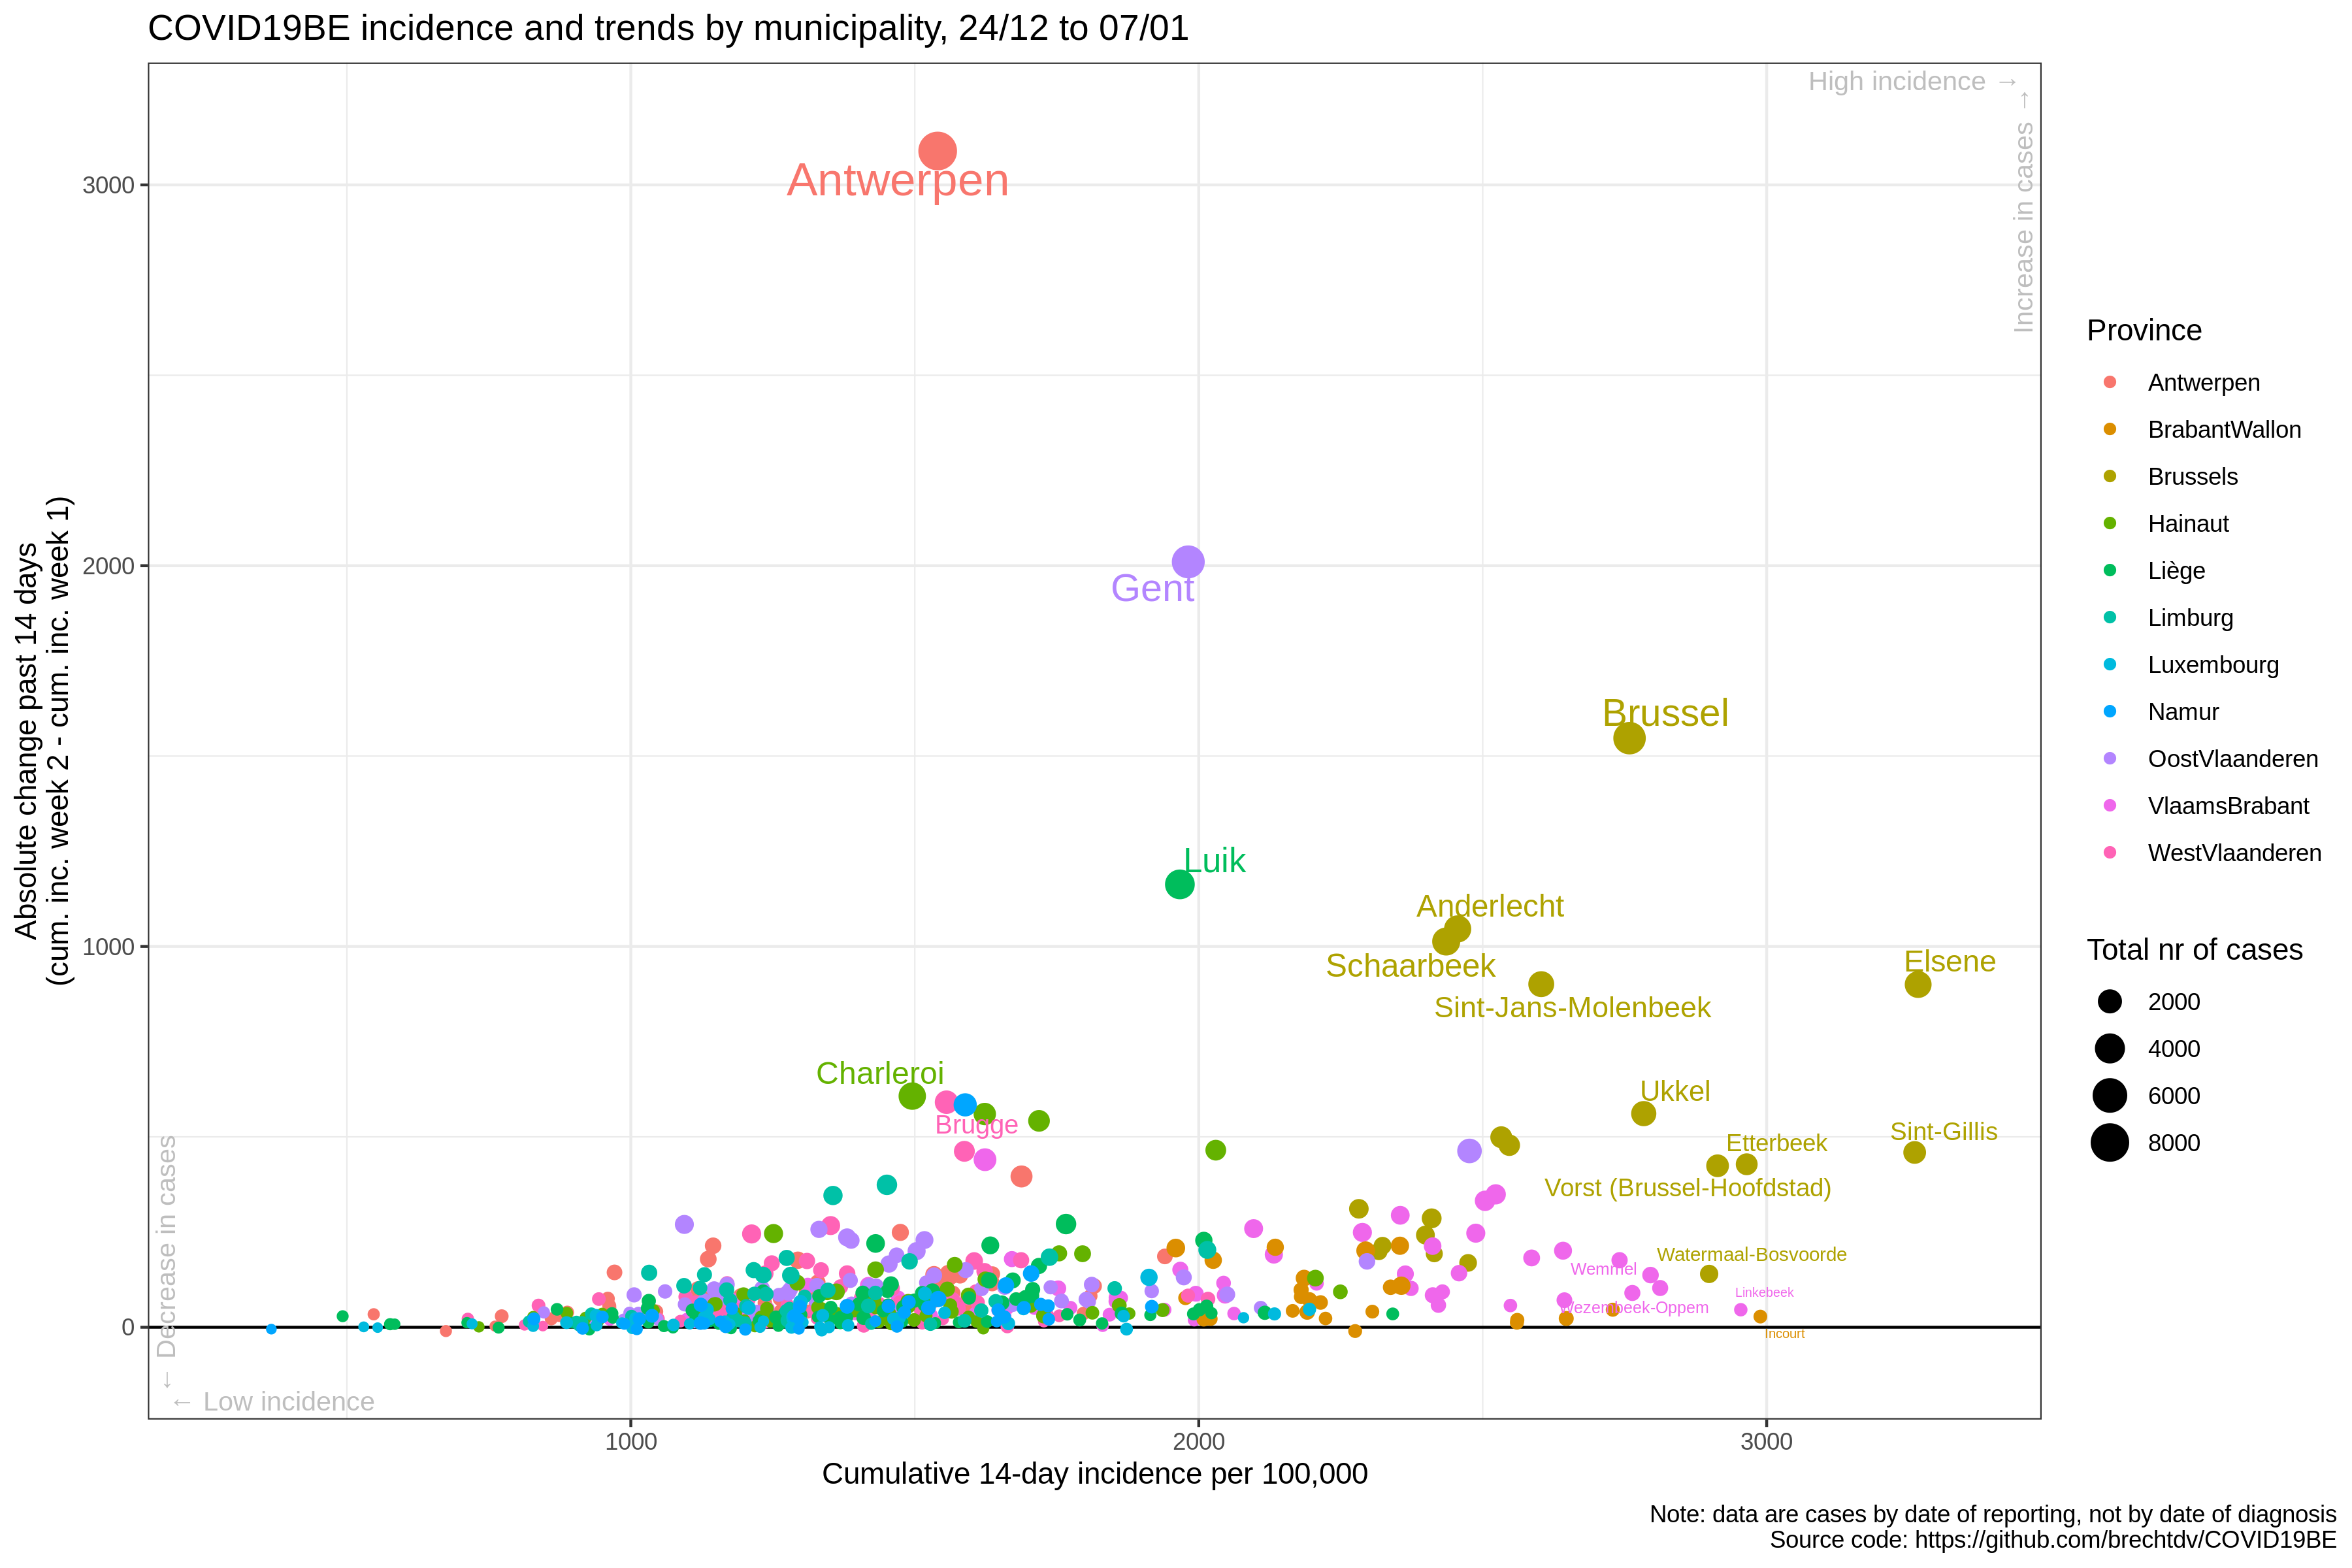 COVID19BE incidence and trends by municipality, 24/12 to 07/01
High incidence →
Increase in cases →
Antwerpen
3000
Gent
2000
Brussel
Luik
Anderlecht
1000
Schaarbeek
Elsene
Sint-Jans-Molenbeek
Charleroi
Ukkel
Brugge
Sint-Gillis
Etterbeek
Vorst (Brussel-Hoofdstad)
Watermaal-Bosvoorde
Wemmel
Linkebeek
Wezembeek-Oppem
0
Incourt
← Decrease in cases
← Low incidence
1000
2000
3000
Cumulative 14-day incidence per 100,000
Absolute change past 14 days
(cum. inc. week 2 - cum. inc. week 1)
Province
Antwerpen
BrabantWallon
Brussels
Hainaut
Liège
Limburg
Luxembourg
Namur
OostVlaanderen
VlaamsBrabant
WestVlaanderen
Total nr of cases
2000
4000
6000
8000
Note: data are cases by date of reporting, not by date of diagnosis
Source code: https://github.com/brechtdv/COVID19BE